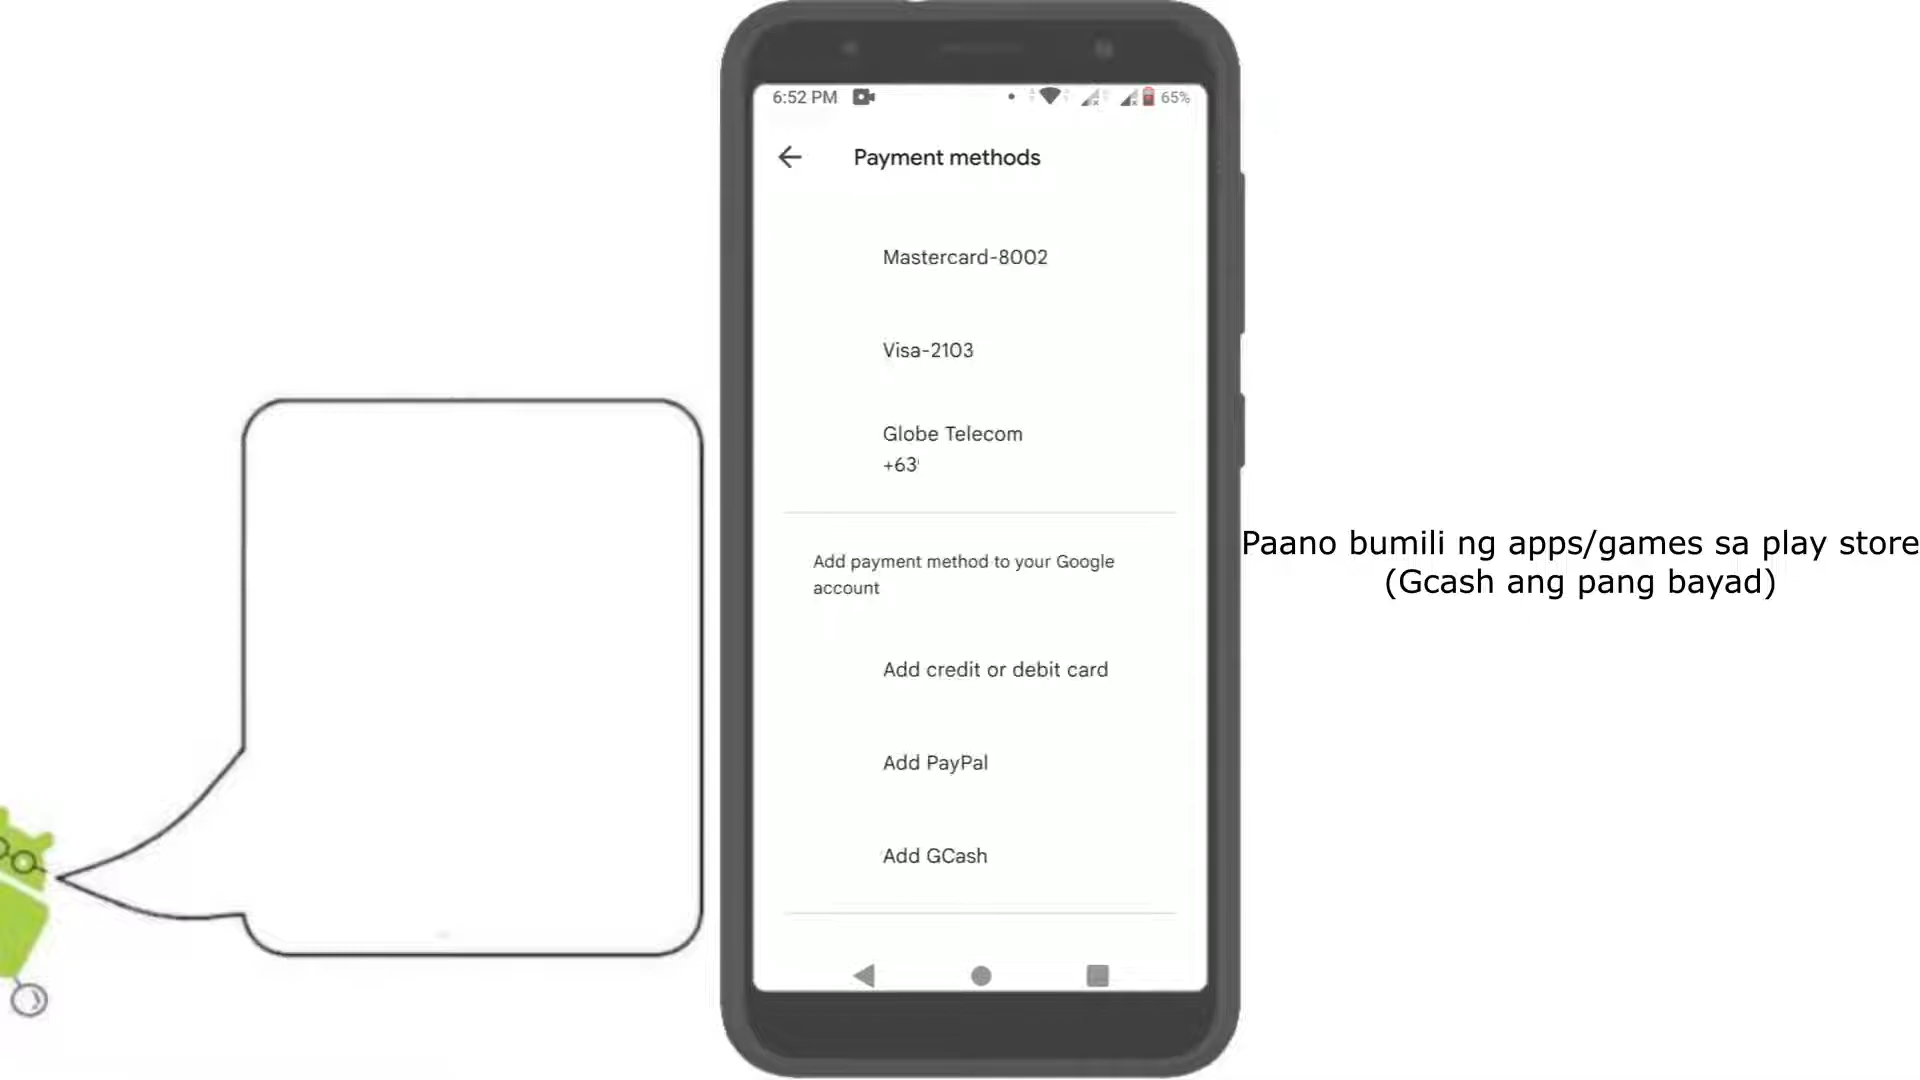 6:52 PM
65%
Payment methods
Mastercard-8002
Visa-2103
Globe Telecom
+639
Add payment method to your Google
account
Add credit or debit card
Add PayPal
Add GCash
Paano bumili ng apps/games sa play store
(Gcash ang pang bayad)